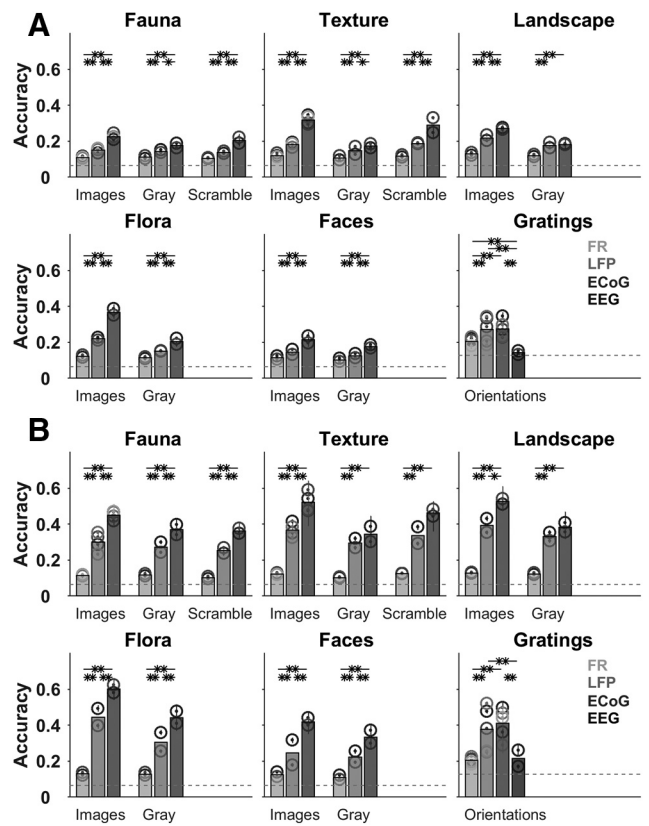 A
Fauna Texture Landscape
** ** ** ** ** ** ** **
** ** ** * ** ** ** ** ** * ** ** ** ** **
Accuracy
0.6
0.4
0.2
0
Images Gray Scramble Images Gray Scramble Images Gray
Flora Faces Gratings
** ** ** ** ** ** **
** ** ** ** ** ** ** ** ** **
FR
LFP
ECoG
EEG
Accuracy
0.6
0.4
0.2
0
Images Gray Images Gray Orientations
B
Fauna Texture Landscape
** ** ** ** ** ** ** **
** ** ** ** ** ** ** ** ** ** ** * **
Accuracy
0.6
0.4
0.2
0
Images Gray Scramble Images Gray Scramble Images Gray
Flora Faces Gratings
** ** ** ** ** **
** ** ** ** ** ** ** ** ** **
FR
LFP
ECoG
EEG
Accuracy
0.6
0.4
0.2
0
Images Gray Images Gray Orientations